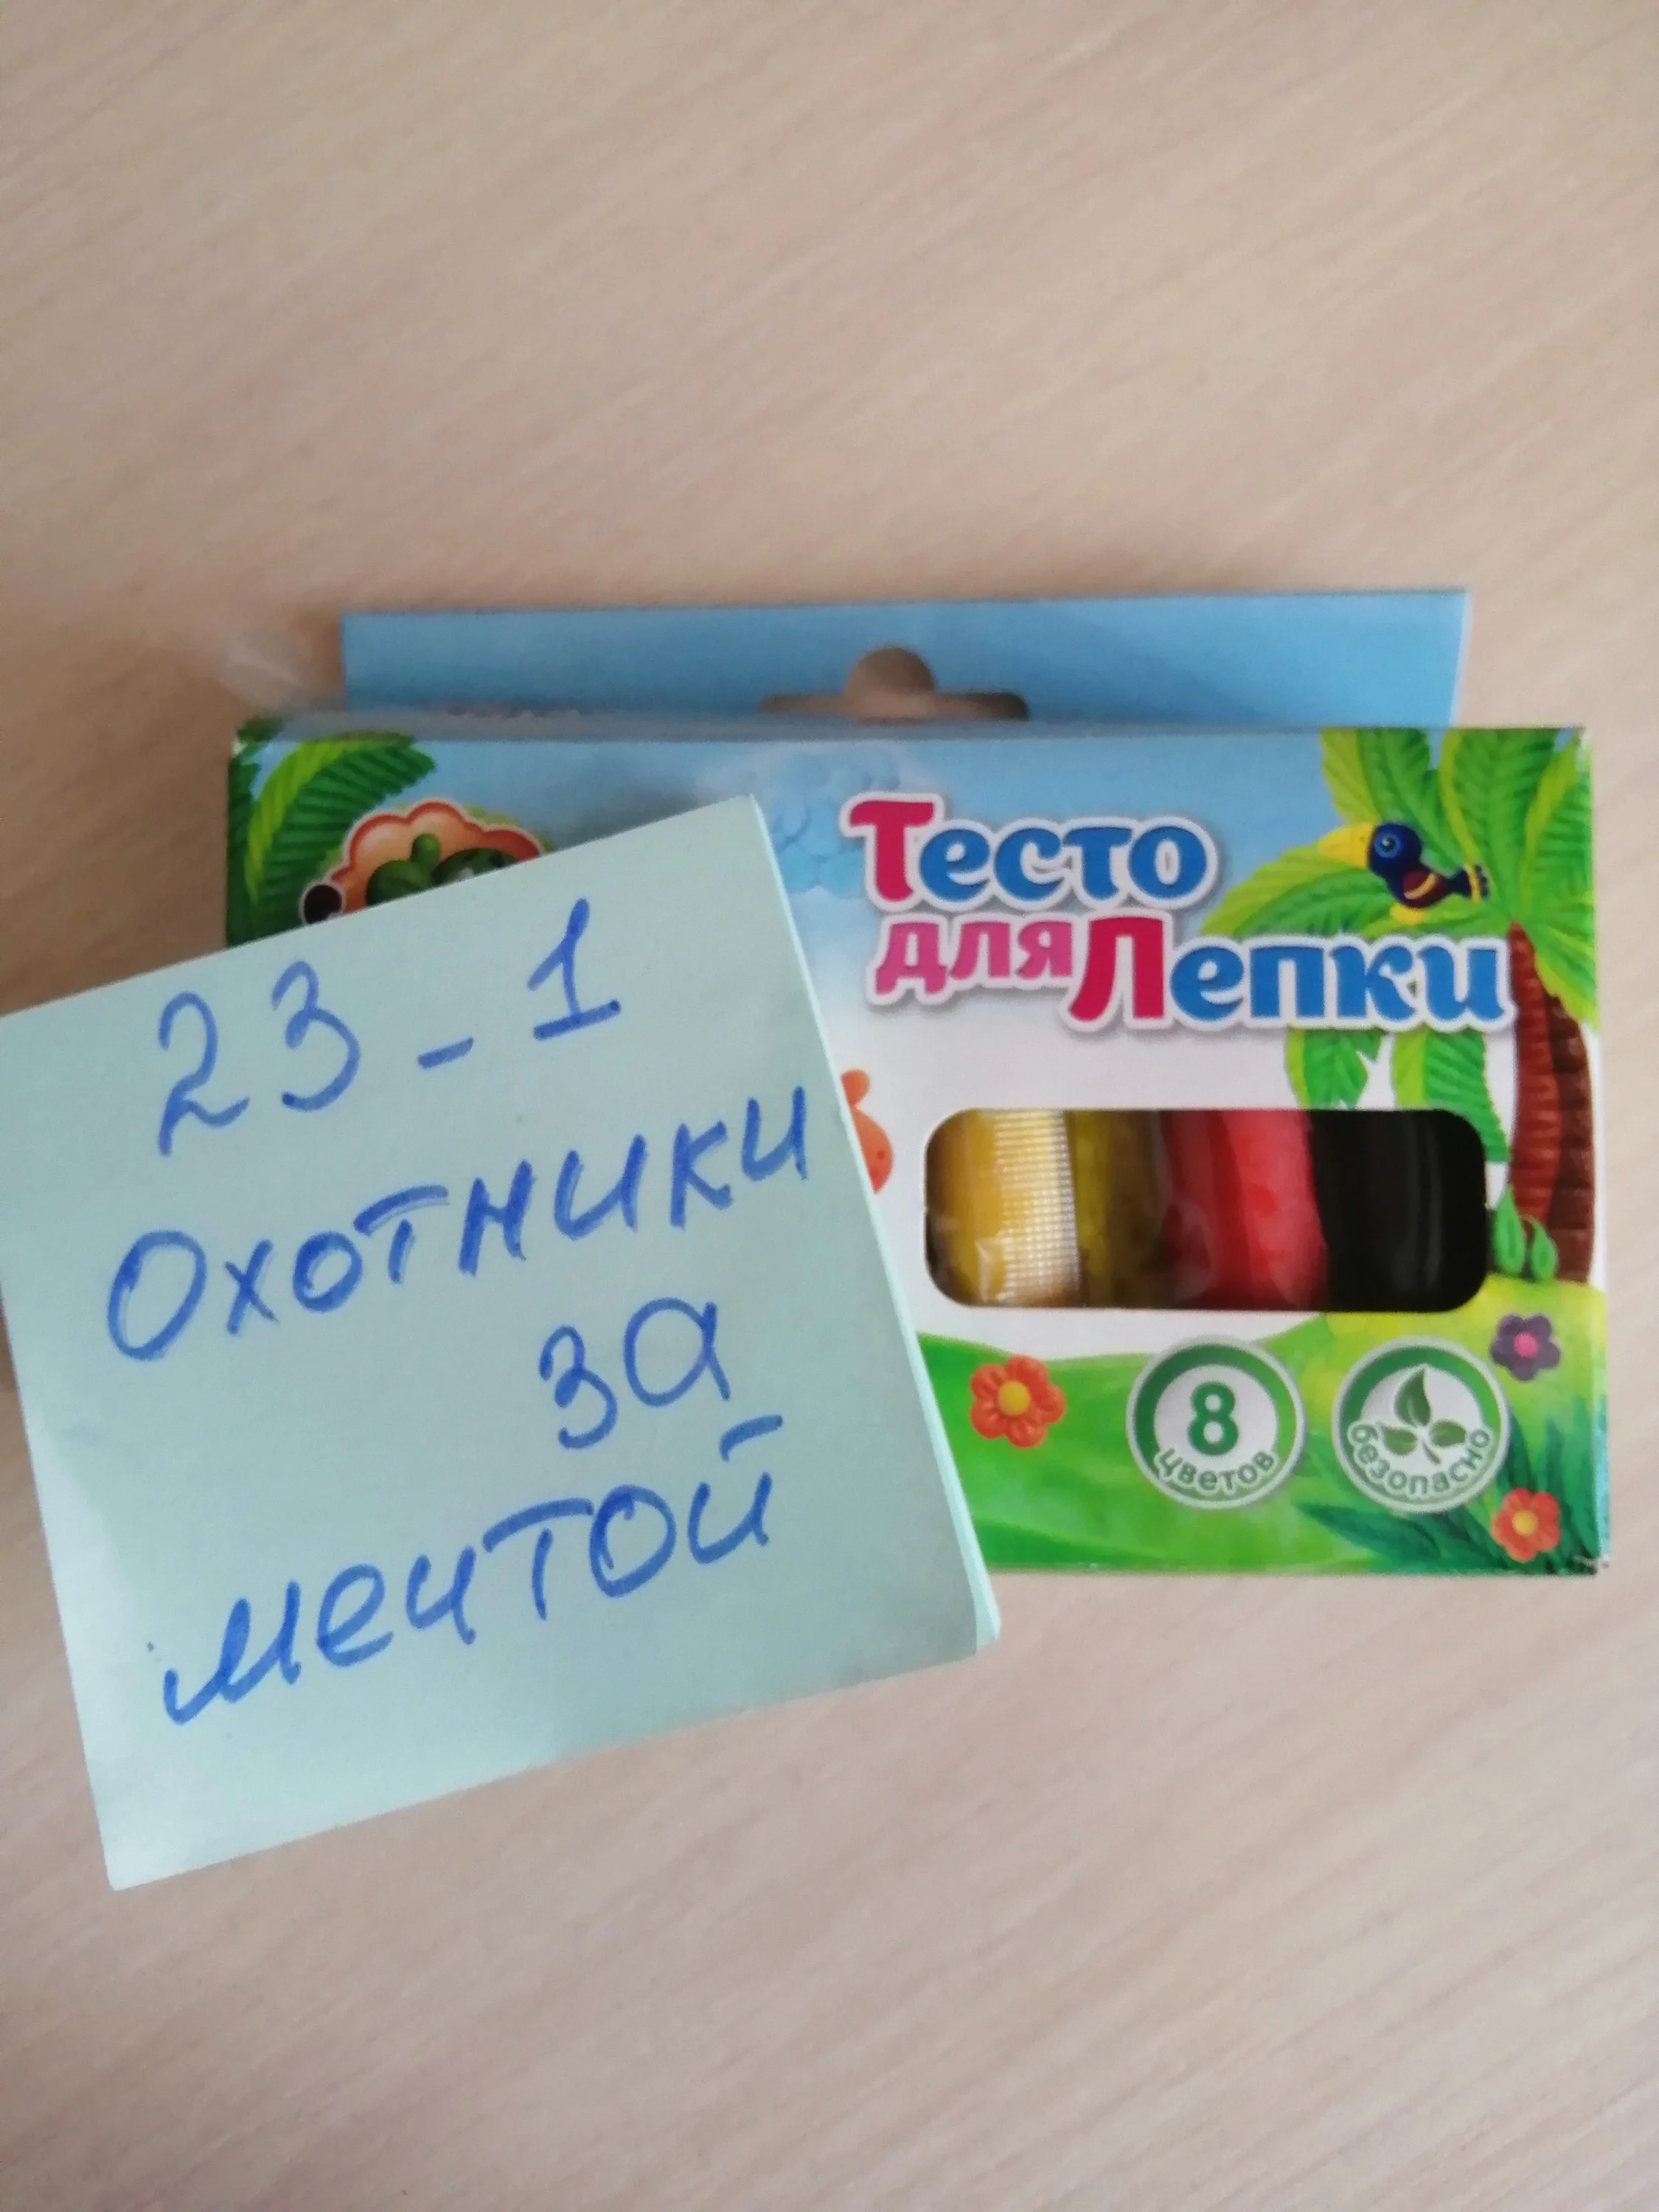 23-1
Охотники
за
мечтой
Тесто
для Лепки
8
цветов
безопасно